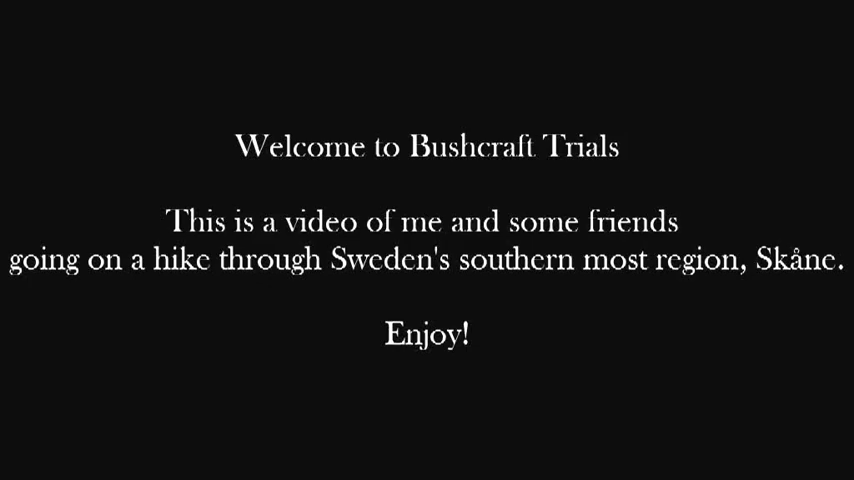 Welcome to Bushcraft Trials
This is a video of me and some friends
going on a hike through Sweden's southern most region, Skåne.
Enjoy!